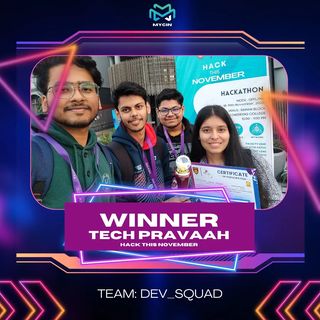 MYCIN
HACK
THIS
NOVEMBER
HACKATHON
CERTIFICATE
WINNER
TECH PRAVAAH
HACK THIS NOVEMBER
TEAM: DEV_SQUAD